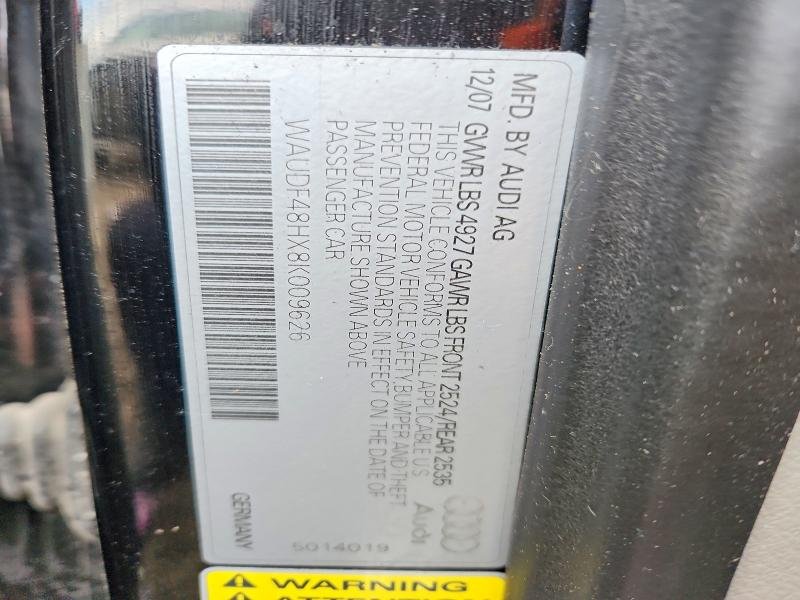 MFD. BY AUDI AG
12/07 GVWR LBS 4927 GAWR LBS FRONT 2524/REAR 2535
THIS VEHICLE CONFORMS TO ALL APPLICABLE U S
FEDERAL MOTOR VEHICLE SAFETY, BUMPER AND THEFT
PREVENTION STANDARDS IN EFFECT ON THE DATE OF
MANUFACTURE SHOWN ABOVE
PASSENGER CAR
Audi
WAUDF48HX8K009626
5014019
GERMANY
WARNING